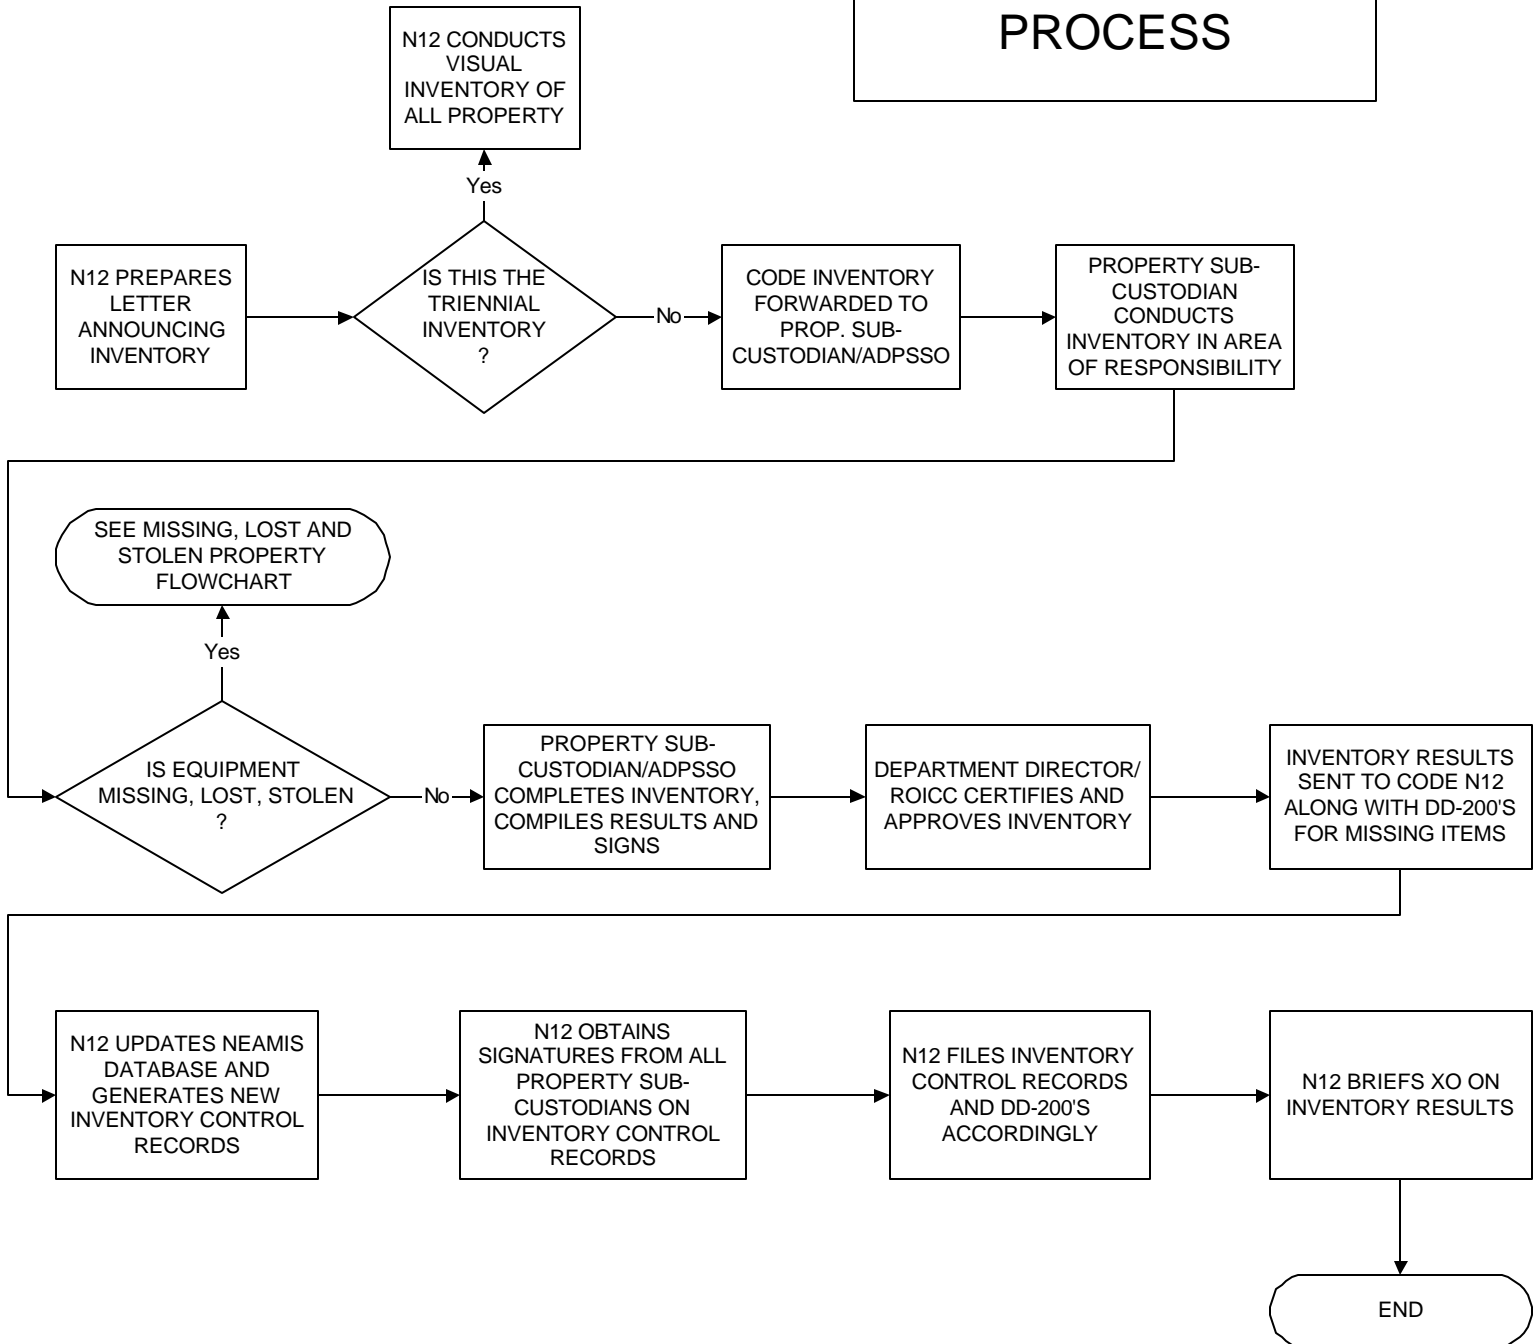 PROCESS
N12 CONDUCTS
VISUAL
INVENTORY OF
ALL PROPERTY
Yes
N12 PREPARES
LETTER
ANNOUNCING
INVENTORY
IS THIS THE
TRIENNIAL
INVENTORY
?
No
CODE INVENTORY
FORWARDED TO
PROP. SUB-
CUSTODIAN/ADPSSO
PROPERTY SUB-
CUSTODIAN
CONDUCTS
INVENTORY IN AREA
OF RESPONSIBILITY
SEE MISSING, LOST AND
STOLEN PROPERTY
FLOWCHART
Yes
IS EQUIPMENT
MISSING, LOST, STOLEN
?
No
PROPERTY SUB-
CUSTODIAN/ADPSSO
COMPLETES INVENTORY,
COMPILES RESULTS AND
SIGNS
DEPARTMENT DIRECTOR/
ROICC CERTIFIES AND
APPROVES INVENTORY
INVENTORY RESULTS
SENT TO CODE N12
ALONG WITH DD-200'S
FOR MISSING ITEMS
N12 UPDATES NEAMIS
DATABASE AND
GENERATES NEW
INVENTORY CONTROL
RECORDS
N12 OBTAINS
SIGNATURES FROM ALL
PROPERTY SUB-
CUSTODIANS ON
INVENTORY CONTROL
RECORDS
N12 FILES INVENTORY
CONTROL RECORDS
AND DD-200'S
ACCORDINGLY
N12 BRIEFS XO ON
INVENTORY RESULTS
END